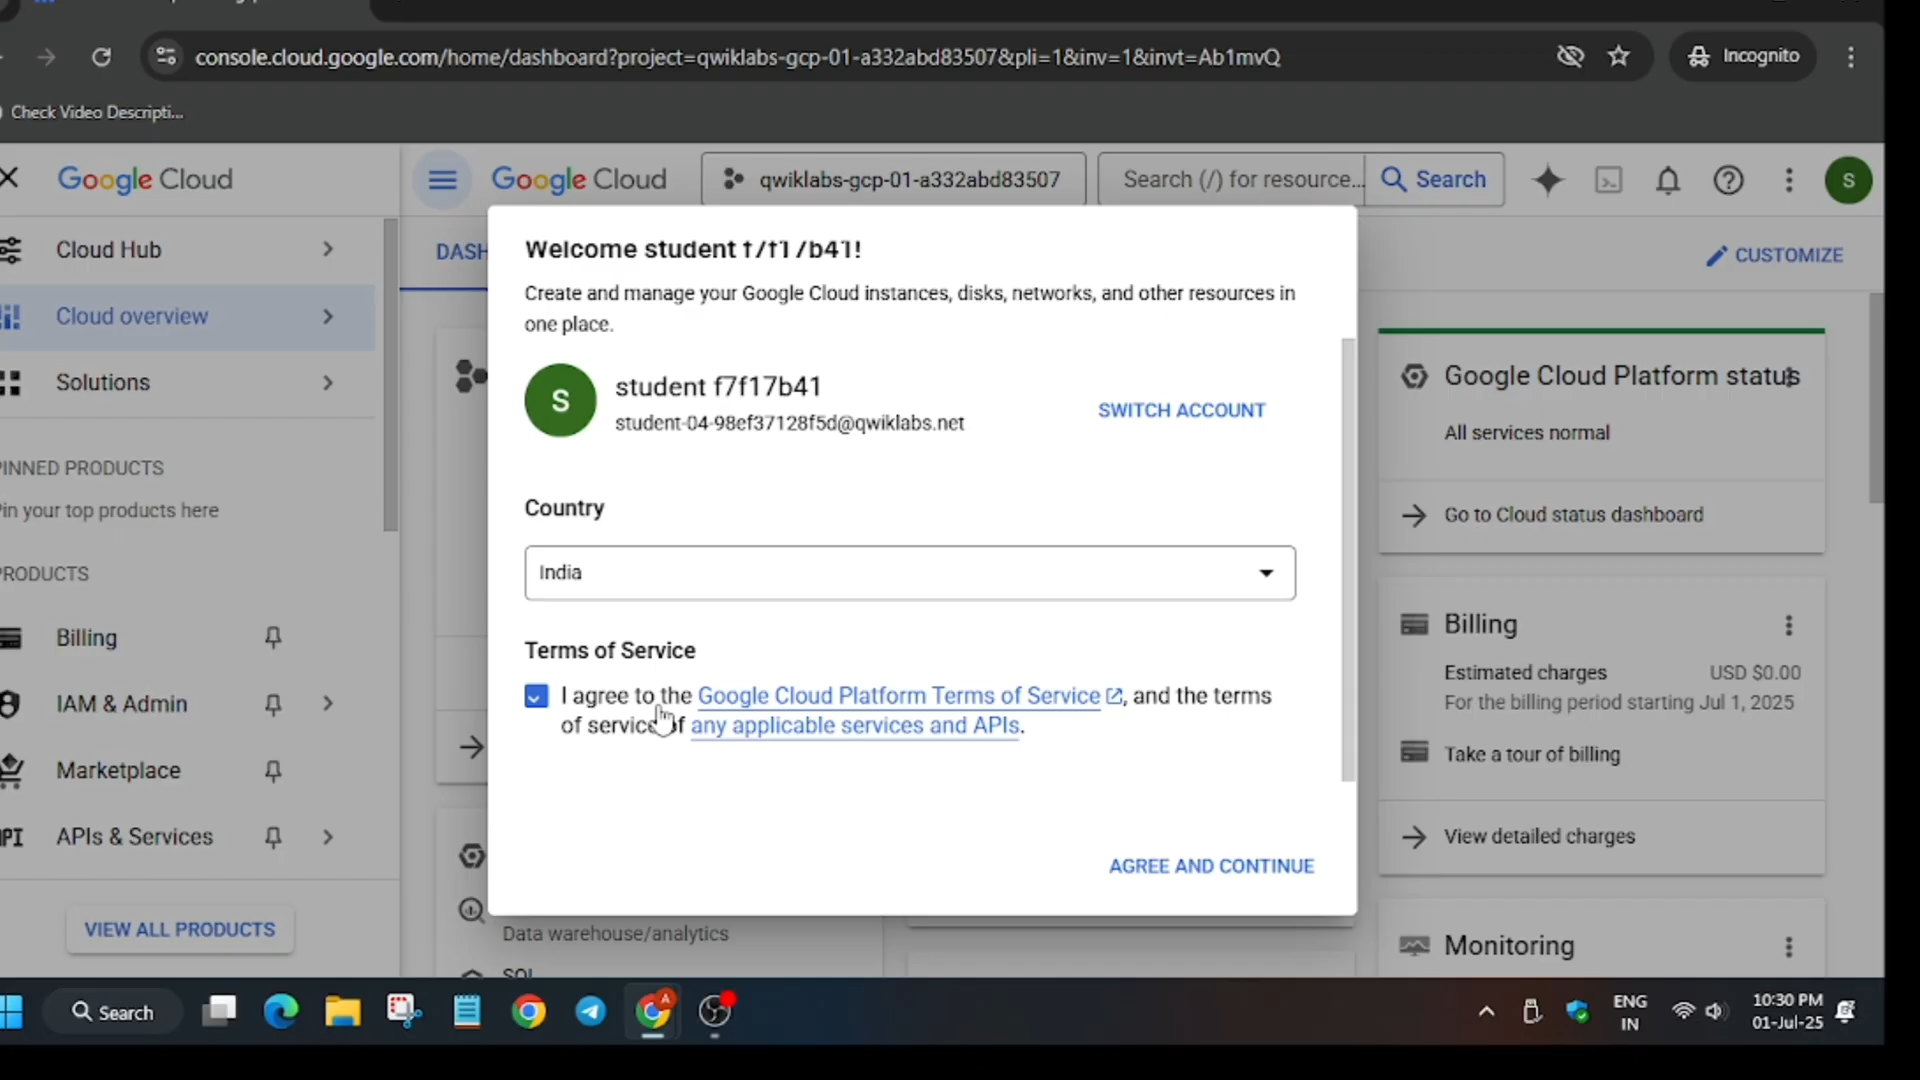 console.cloud.google.com/home/dashboard?project=qwiklabs-gcp-01-a332abd83507&pli=1&inv=1&invt=Ab1mvQ
Incognito
Check Video Descripti...
Google Cloud
Google Cloud
qwiklabs-gcp-01-a332abd83507
Search (/) for resource...
Search
S
Cloud Hub
Cloud overview
Solutions
PINNED PRODUCTS
Pin your top products here
PRODUCTS
Billing
IAM & Admin
Marketplace
API
APIs & Services
VIEW ALL PRODUCTS
DASH
CUSTOMIZE
Welcome student f7f17b41!
Create and manage your Google Cloud instances, disks, networks, and other resources in
one place.
S
student f7f17b41
student-04-98ef37128f5d@qwiklabs.net
SWITCH ACCOUNT
Country
India
Terms of Service
I agree to the Google Cloud Platform Terms of Service, and the terms
of service of any applicable services and APIs.
AGREE AND CONTINUE
Data warehouse/analytics
SQL
Google Cloud Platform status
All services normal
Go to Cloud status dashboard
Billing
Estimated charges USD $0.00
For the billing period starting Jul 1, 2025
Take a tour of billing
View detailed charges
Monitoring
Search
A
ENG
IN
10:30 PM
01-Jul-25